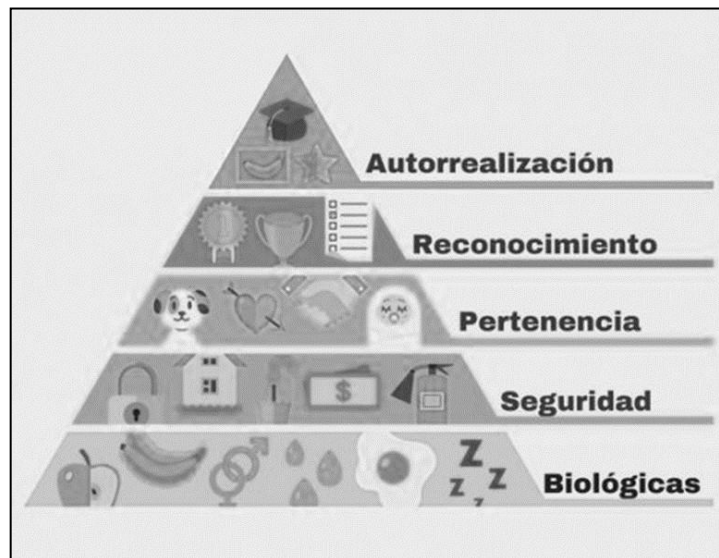 Autorrealización
Reconocimiento
Pertenencia
$
Seguridad
Z
Z
Z
z
Biológicas